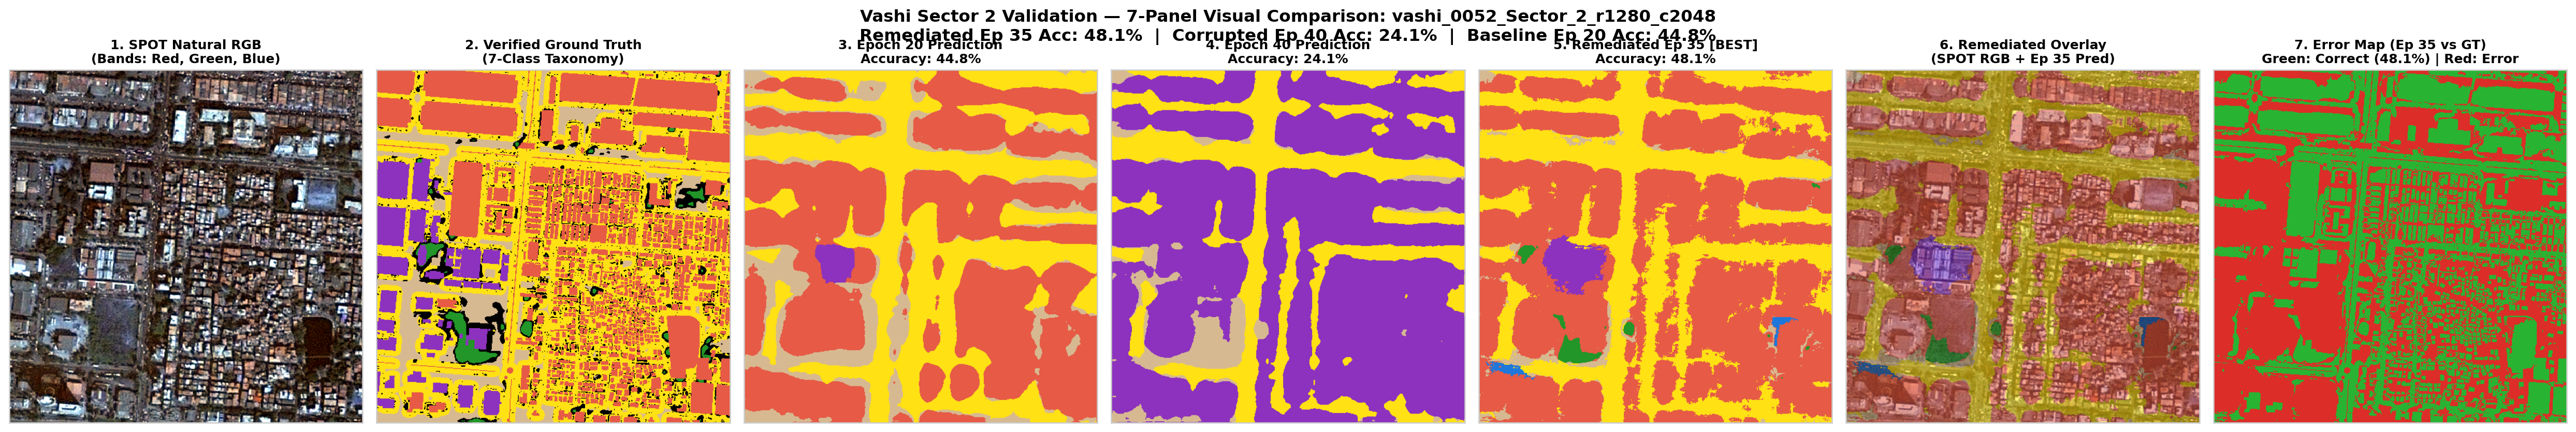 Vashi Sector 2 Validation — 7-Panel Visual Comparison: vashi_0052_Sector_2_r1280_c2048
Remediated Ep 35 Acc: 48.1% | Corrupted Ep 40 Acc: 24.1% | Baseline Ep 20 Acc: 44.8%
1. SPOT Natural RGB
(Bands: Red, Green, Blue)
2. Verified Ground Truth
(7-Class Taxonomy)
3. Epoch 20 Prediction
Accuracy: 44.8%
4. Epoch 40 Prediction
Accuracy: 24.1%
5. Remediated Ep 35 [BEST]
Accuracy: 48.1%
6. Remediated Overlay
(SPOT RGB + Ep 35 Pred)
7. Error Map (Ep 35 vs GT)
Green: Correct (48.1%) | Red: Error